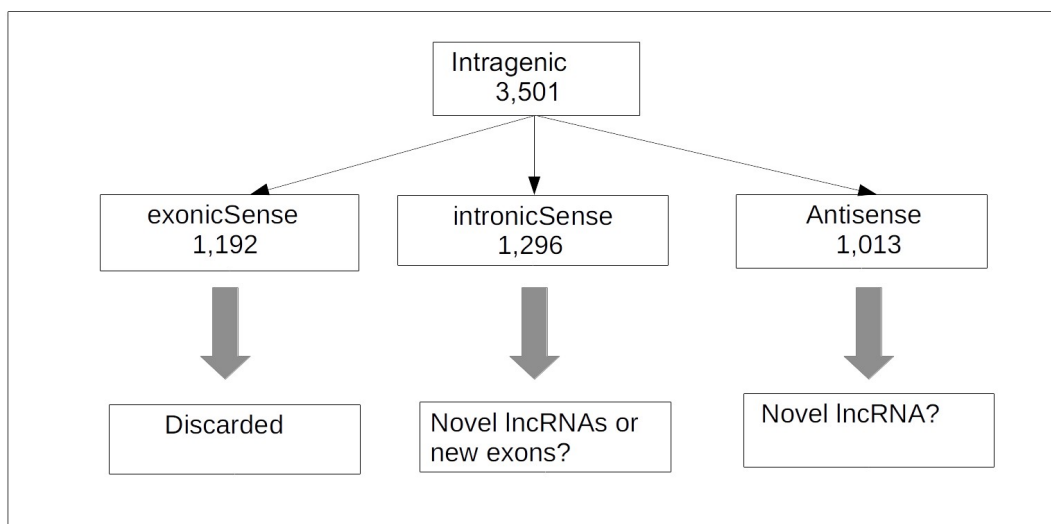 Intragenic
3,501
exonicSense
1,192
intronicSense
1,296
Antisense
1,013
Discarded
Novel lncRNAs or
new exons?
Novel lncRNA?